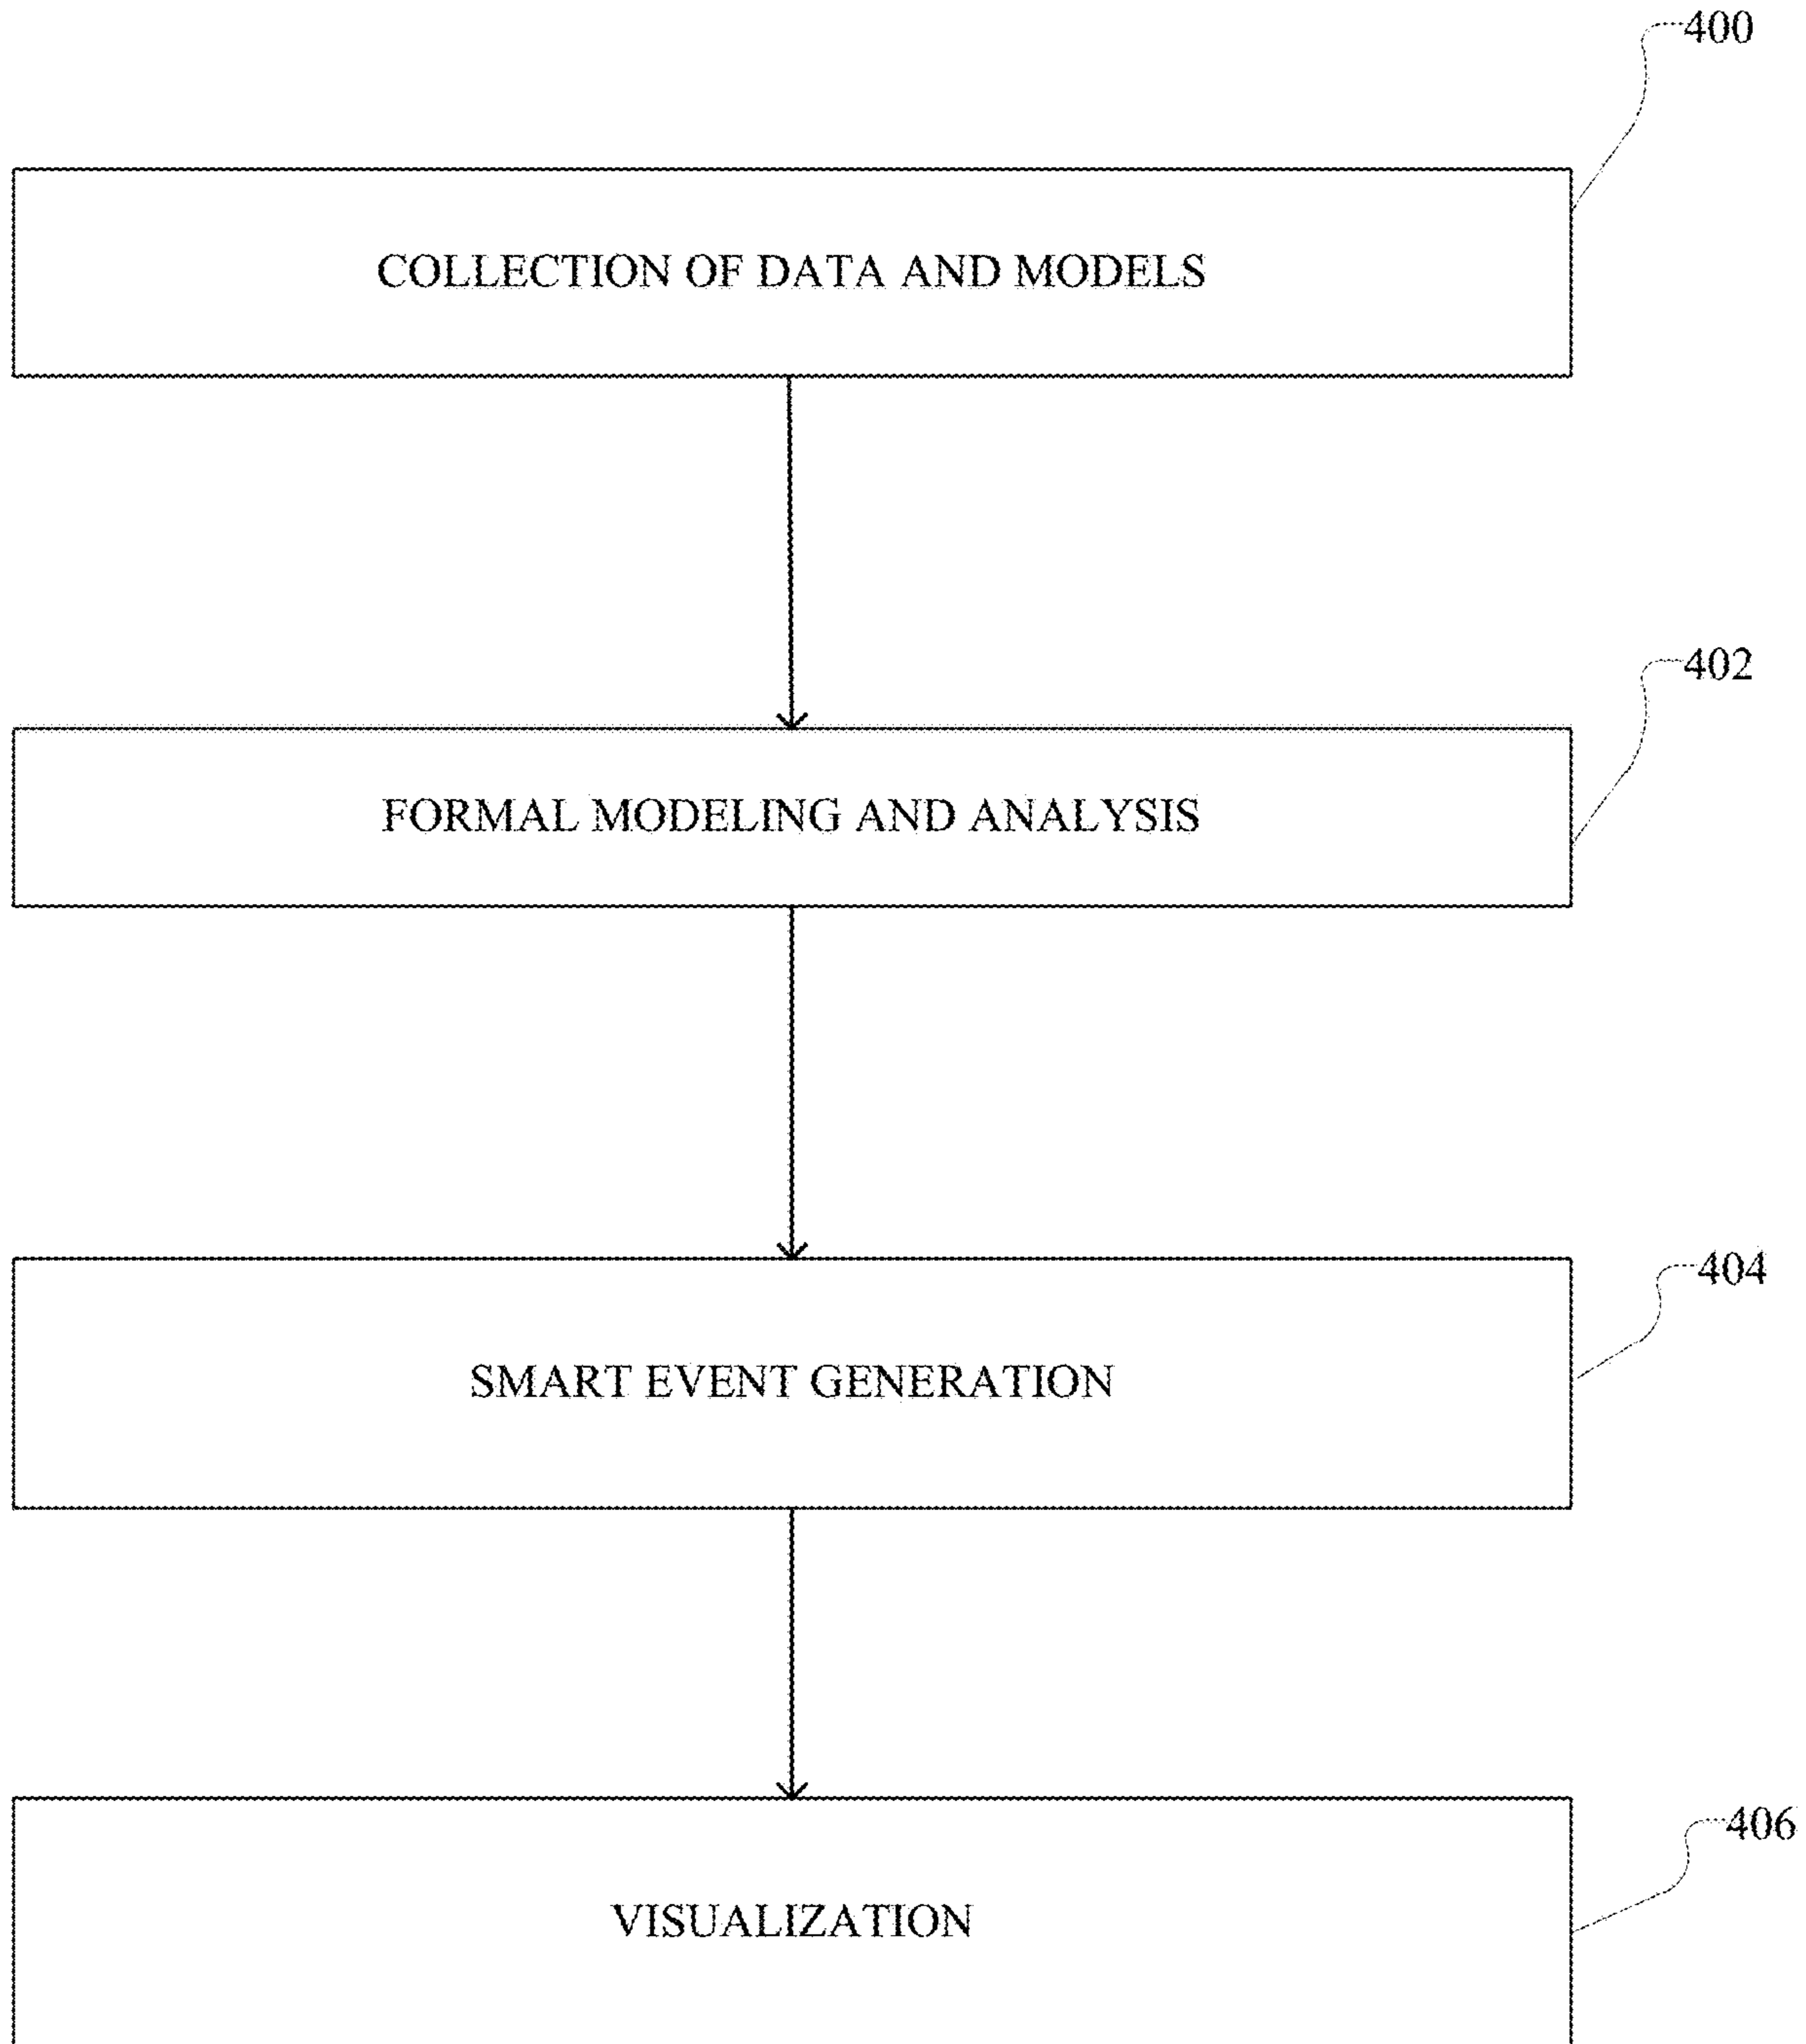 400
COLLECTION OF DATA AND MODELS
402
FORMAL MODELING AND ANALYSIS
404
SMART EVENT GENERATION
406
VISUALIZATION